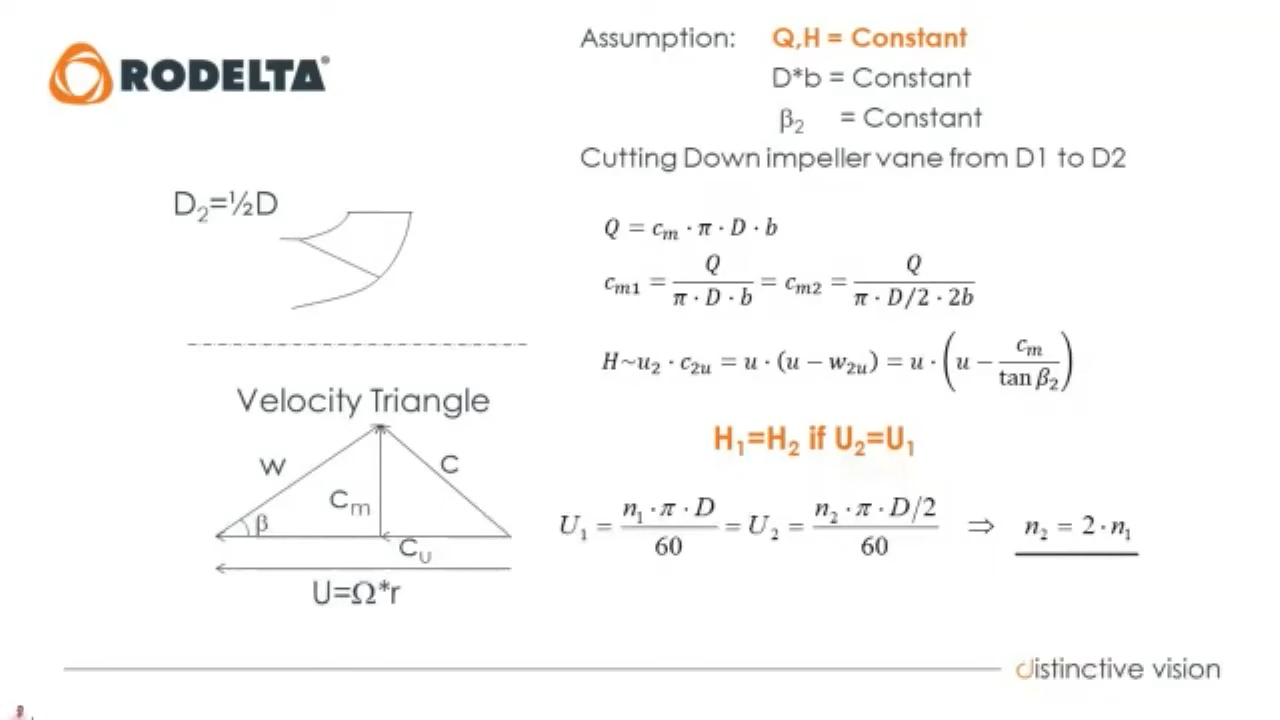 RODELTA®
Assumption: Q,H = Constant
D*b = Constant
β₂ = Constant
Cutting Down impeller vane from D1 to D2
D₂=½D
Q = cₘ · π · D · b
cₘ₁ = Q / (π · D · b) = cₘ₂ = Q / (π · D/2 · 2b)
H~u₂ · c₂ᵤ = u · (u − w₂ᵤ) = u · (u − cₘ / tan β₂)
H₁=H₂ if U₂=U₁
U₁ = (n₁ · π · D) / 60 = U₂ = (n₂ · π · D/2) / 60 ⇒ n₂ = 2 · n₁
Velocity Triangle
W
C
Cₘ
β
C_U
U=Ω*r
distinctive vision